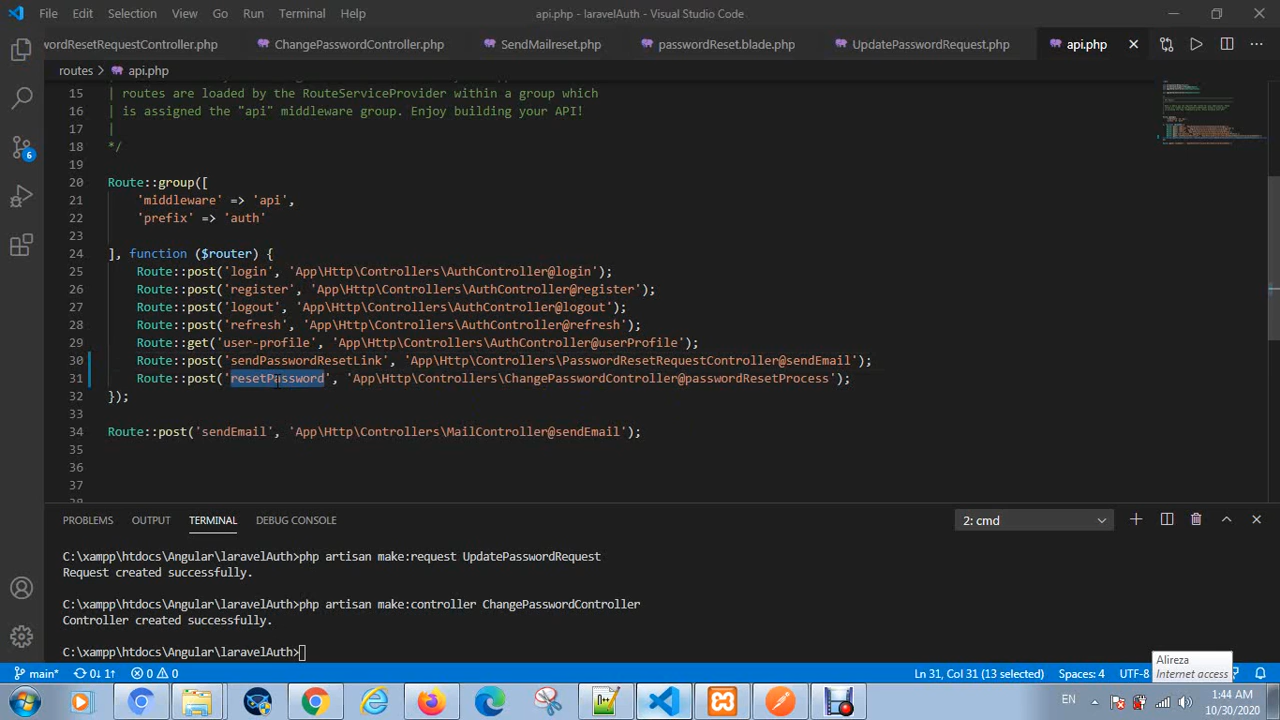 File Edit Selection View Go Run Terminal Help
api.php - laravelAuth - Visual Studio Code
wordResetRequestController.php ChangePasswordController.php SendMailreset.php passwordReset.blade.php UpdatePasswordRequest.php api.php
routes > api.php
15 | routes are loaded by the RouteServiceProvider within a group which
16 | is assigned the "api" middleware group. Enjoy building your API!
17 |
18 */
19
20 Route::group([
21 'middleware' => 'api',
22 'prefix' => 'auth'
23
24 ], function ($router) {
25 Route::post('login', 'App\Http\Controllers\AuthController@login');
26 Route::post('register', 'App\Http\Controllers\AuthController@register');
27 Route::post('logout', 'App\Http\Controllers\AuthController@logout');
28 Route::post('refresh', 'App\Http\Controllers\AuthController@refresh');
29 Route::get('user-profile', 'App\Http\Controllers\AuthController@userProfile');
30 Route::post('sendPasswordResetLink', 'App\Http\Controllers\PasswordResetRequestController@sendEmail');
31 Route::post('resetPassword', 'App\Http\Controllers\ChangePasswordController@passwordResetProcess');
32 });
33
34 Route::post('sendEmail', 'App\Http\Controllers\MailController@sendEmail');
35
36
37
PROBLEMS OUTPUT TERMINAL DEBUG CONSOLE 2: cmd
C:\xampp\htdocs\Angular\laravelAuth>php artisan make:request UpdatePasswordRequest
Request created successfully.
C:\xampp\htdocs\Angular\laravelAuth>php artisan make:controller ChangePasswordController
Controller created successfully.
C:\xampp\htdocs\Angular\laravelAuth>
Alireza
Internet access
6
main* 0↓ 1↑ 0 0 Ln 31, Col 31 (13 selected) Spaces: 4 UTF-8
EN 1:44 AM
10/30/2020